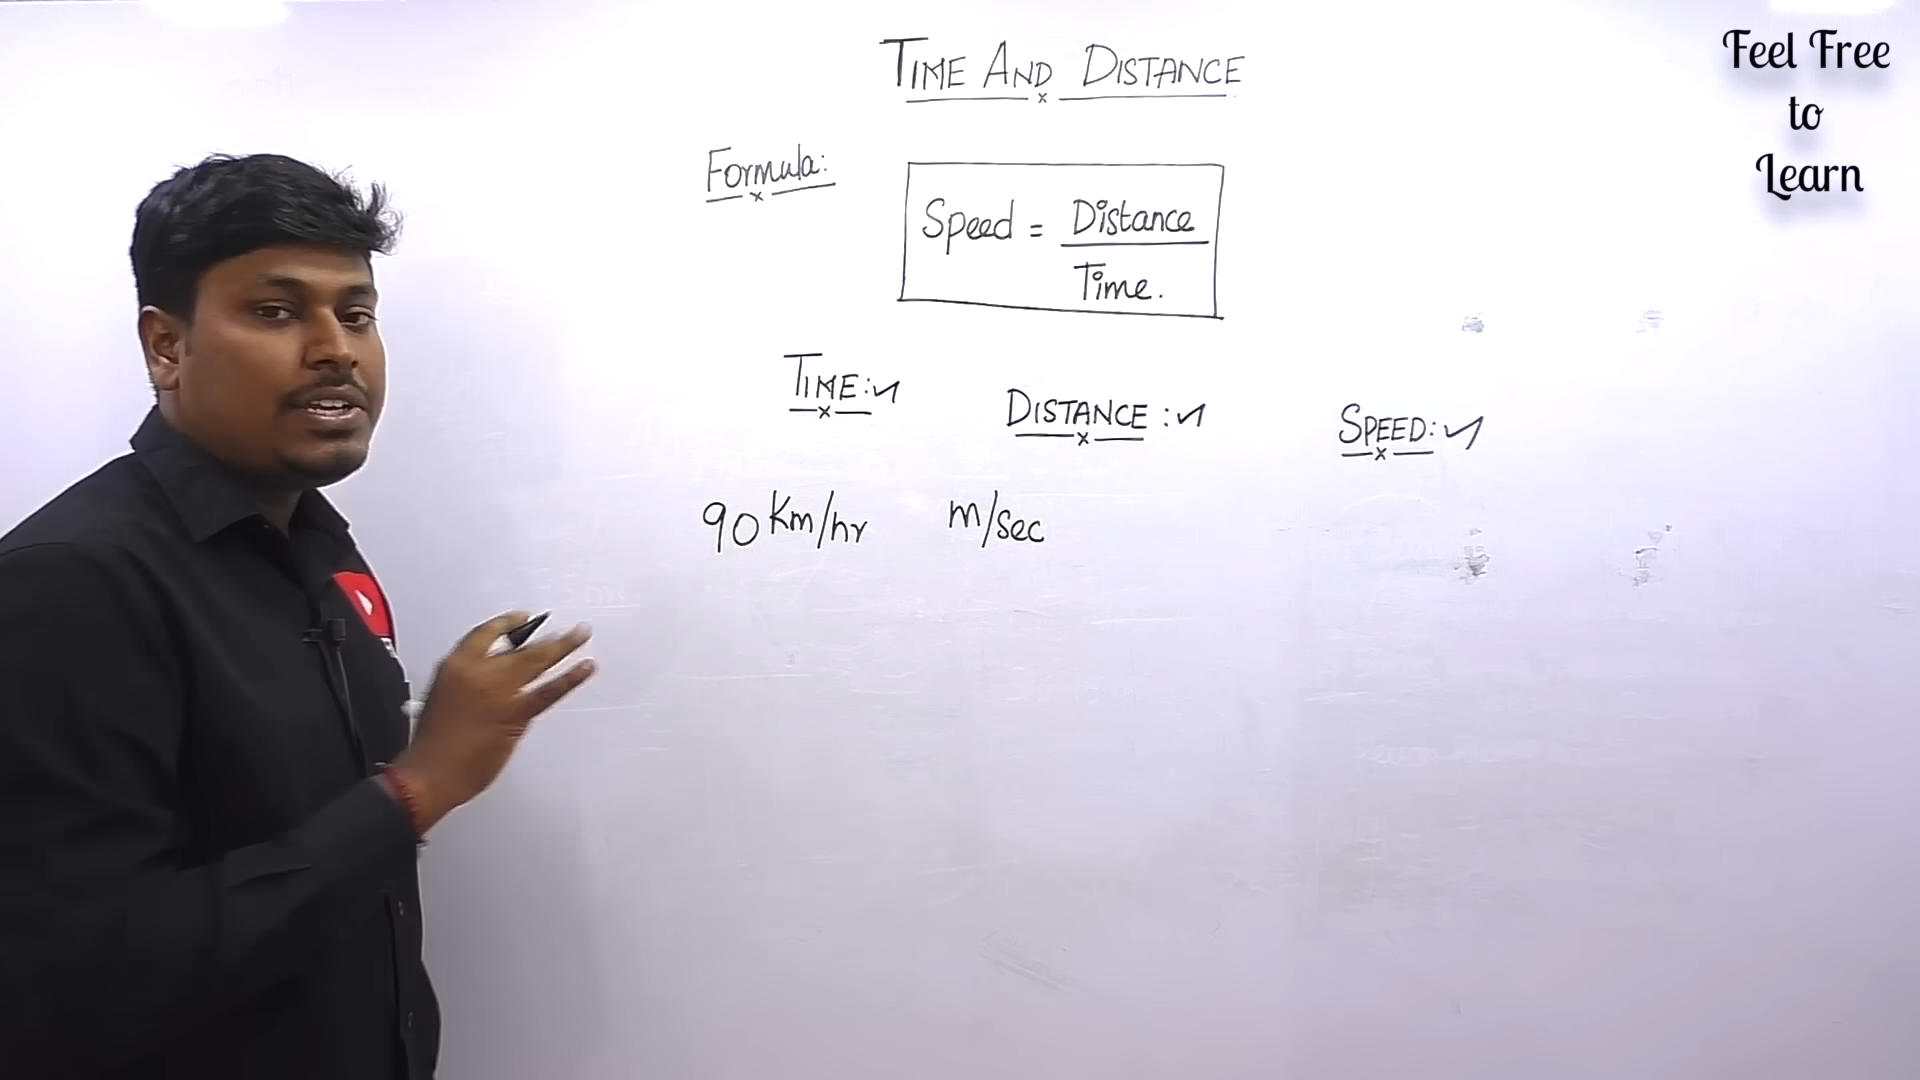 TIME AND DISTANCE
Feel Free
to
Learn
Formula:
Speed = Distance
Time.
TIME:
DISTANCE:
SPEED:
90 Km/hr m/sec